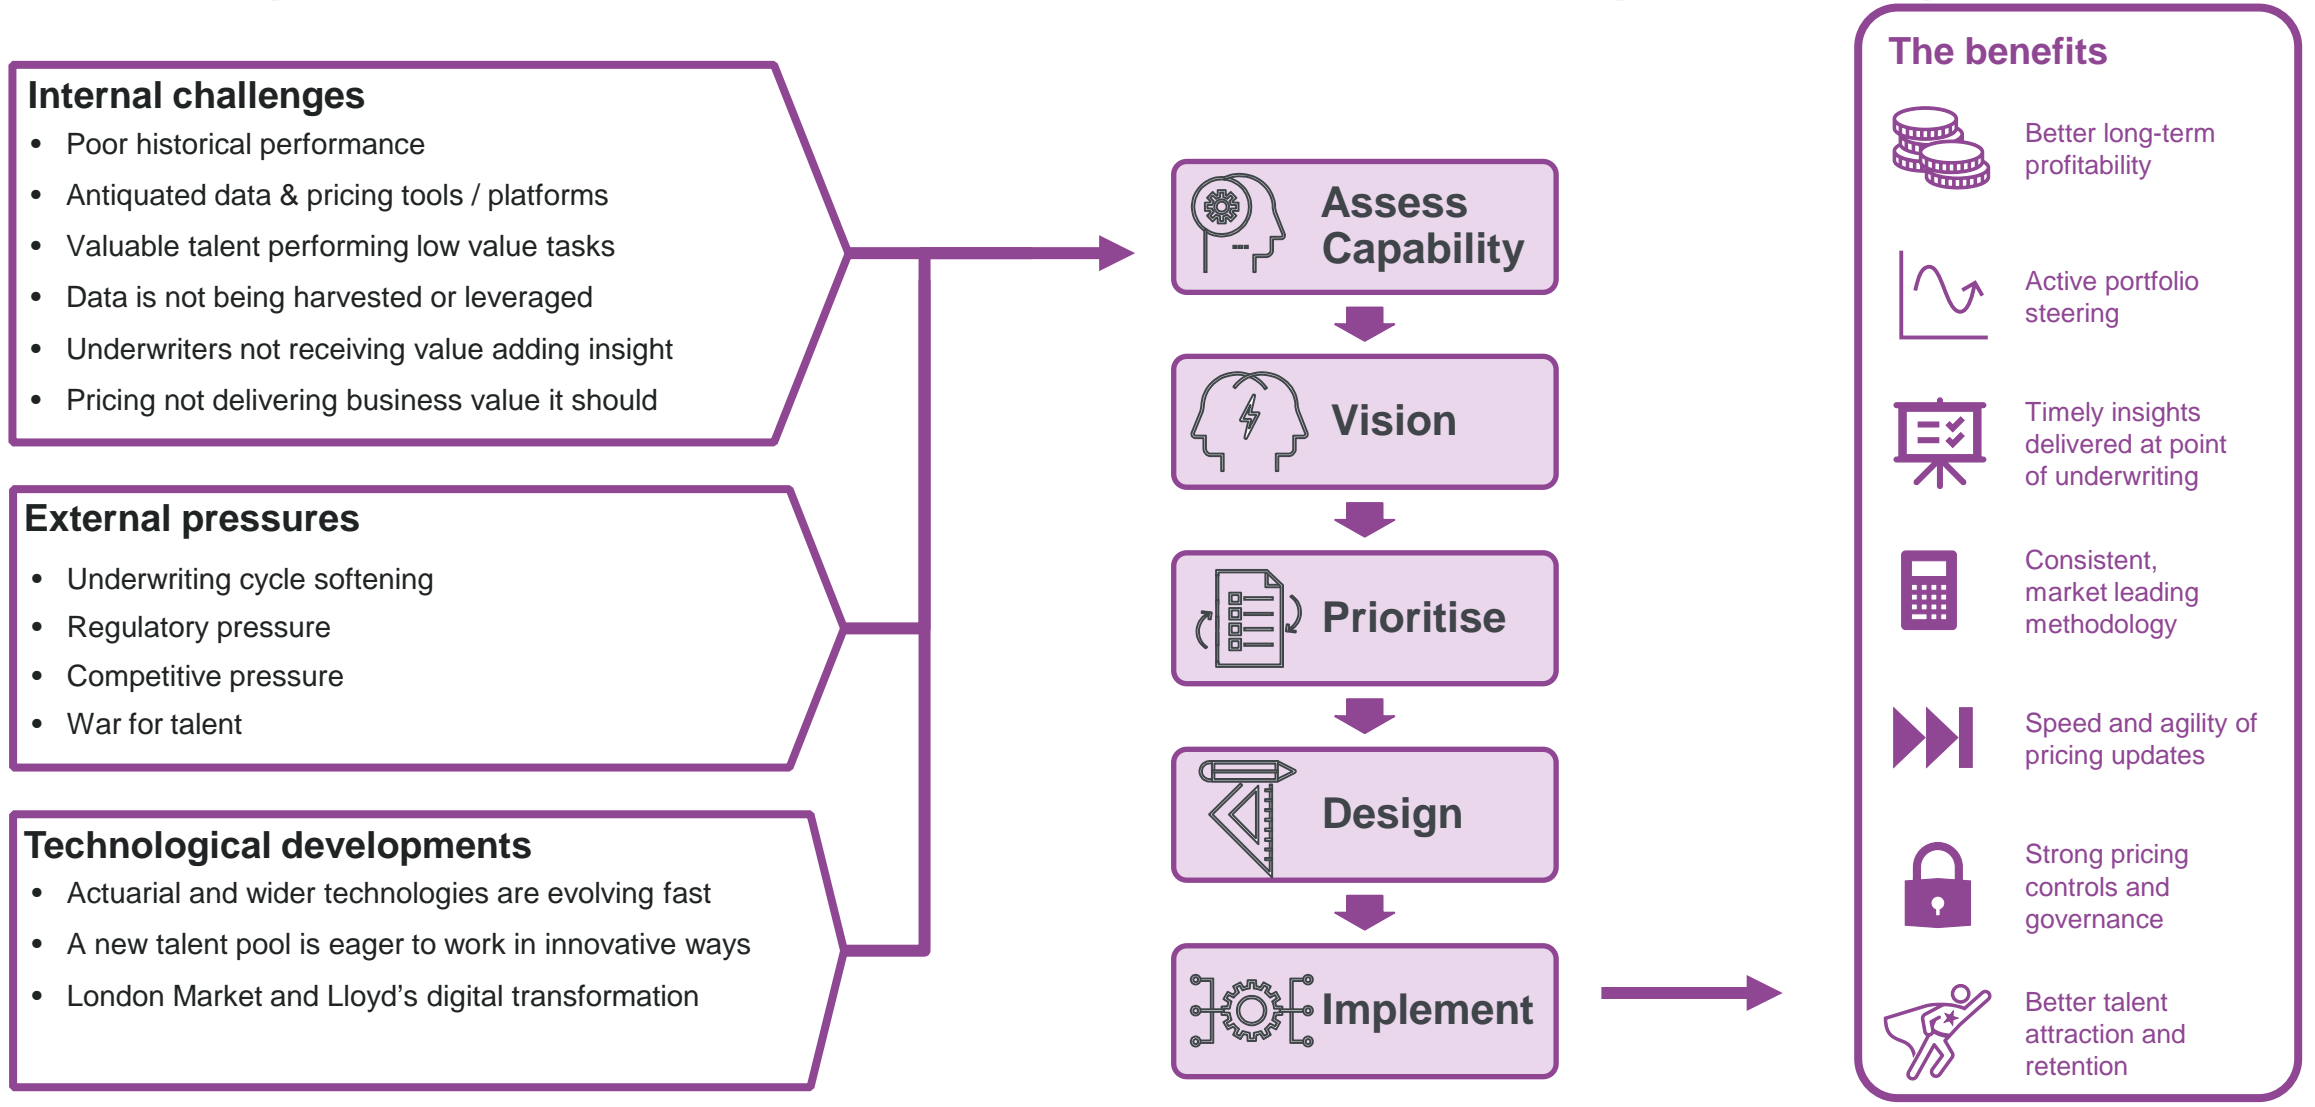 Internal challenges
• Poor historical performance
• Antiquated data & pricing tools / platforms
• Valuable talent performing low value tasks
• Data is not being harvested or leveraged
• Underwriters not receiving value adding insight
• Pricing not delivering business value it should
External pressures
• Underwriting cycle softening
• Regulatory pressure
• Competitive pressure
• War for talent
Technological developments
• Actuarial and wider technologies are evolving fast
• A new talent pool is eager to work in innovative ways
• London Market and Lloyd’s digital transformation
Assess
Capability
Vision
Prioritise
Design
Implement
The benefits
Better long-term
profitability
Active portfolio
steering
Timely insights
delivered at point
of underwriting
Consistent,
market leading
methodology
Speed and agility of
pricing updates
Strong pricing
controls and
governance
Better talent
attraction and
retention